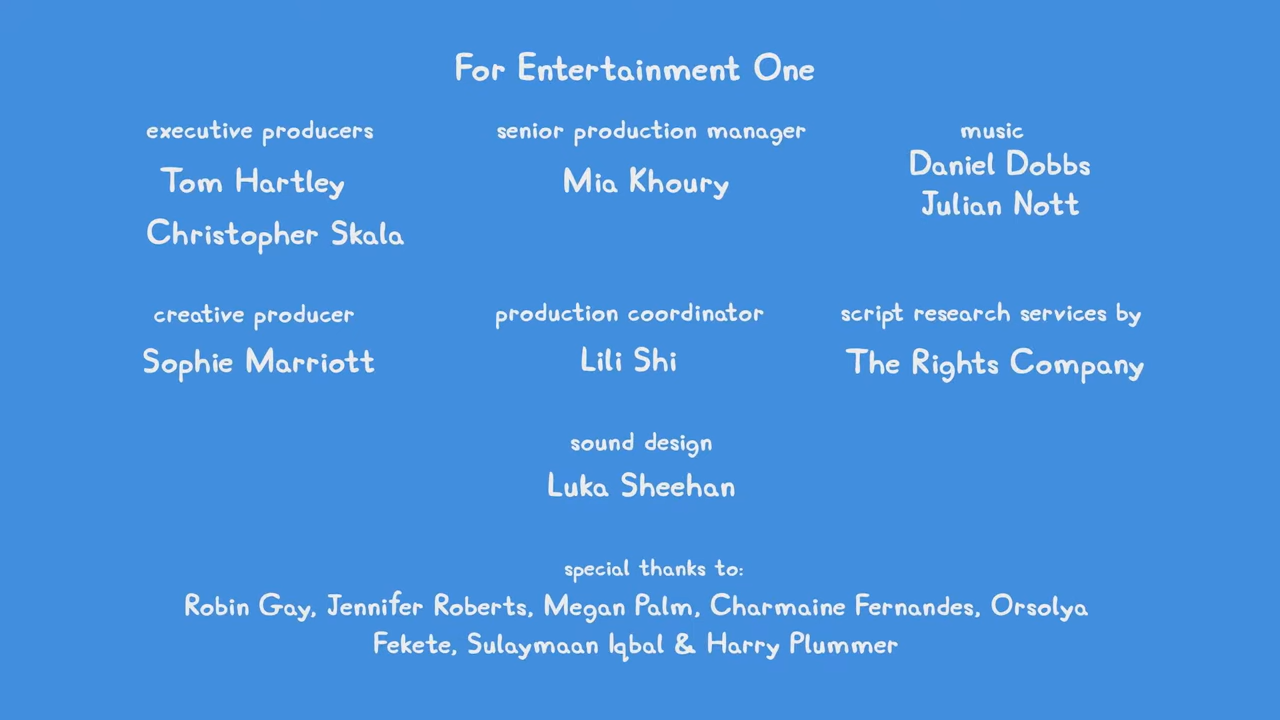 For Entertainment One
executive producers
Tom Hartley
Christopher Skala
senior production manager
Mia Khoury
music
Daniel Dobbs
Julian Nott
creative producer
Sophie Marriott
production coordinator
Lili Shi
script research services by
The Rights Company
sound design
Luka Sheehan
special thanks to:
Robin Gay, Jennifer Roberts, Megan Palm, Charmaine Fernandes, Orsolya
Fekete, Sulaymaan Iqbal & Harry Plummer